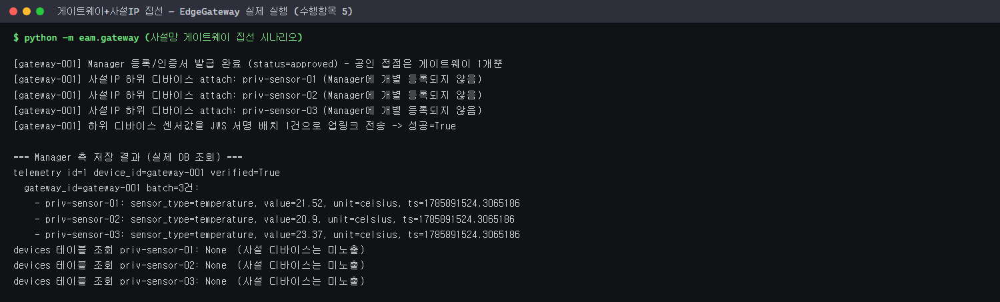 게이트웨이+사설IP 집선 - EdgeGateway 실제 실행 (수행항목 5)
$ python -m eam.gateway (사설망 게이트웨이 집선 시나리오)
[gateway-001] Manager 등록/인증서 발급 완료 (status=approved) - 공인 접점은 게이트웨이 1개뿐
[gateway-001] 사설IP 하위 디바이스 attach: priv-sensor-01 (Manager에 개별 등록되지 않음)
[gateway-001] 사설IP 하위 디바이스 attach: priv-sensor-02 (Manager에 개별 등록되지 않음)
[gateway-001] 사설IP 하위 디바이스 attach: priv-sensor-03 (Manager에 개별 등록되지 않음)
[gateway-001] 하위 디바이스 센서값을 JWS 서명 배치 1건으로 업링크 전송 -> 성공=True
=== Manager 측 저장 결과 (실제 DB 조회) ===
telemetry id=1 device_id=gateway-001 verified=True
gateway_id=gateway-001 batch=3건:
- priv-sensor-01: sensor_type=temperature, value=21.52, unit=celsius, ts=1785891524.3065186
- priv-sensor-02: sensor_type=temperature, value=20.9, unit=celsius, ts=1785891524.3065186
- priv-sensor-03: sensor_type=temperature, value=23.37, unit=celsius, ts=1785891524.3065186
devices 테이블 조회 priv-sensor-01: None (사설 디바이스는 미노출)
devices 테이블 조회 priv-sensor-02: None (사설 디바이스는 미노출)
devices 테이블 조회 priv-sensor-03: None (사설 디바이스는 미노출)